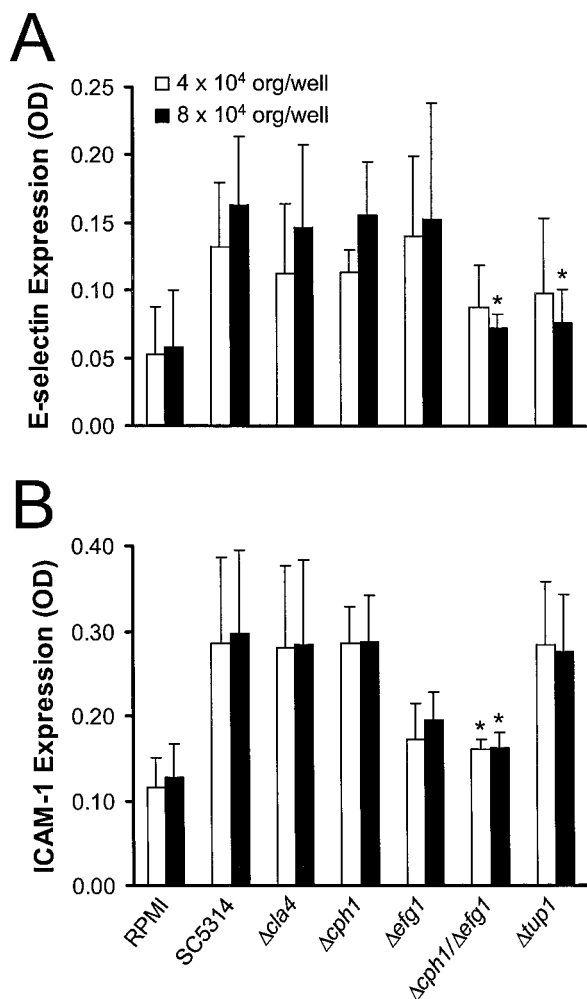 A
4 x 10⁴ org/well
8 x 10⁴ org/well
E-selectin Expression (OD)
0.25
0.20
0.15
0.10
0.05
0.00
*
*
B
ICAM-1 Expression (OD)
0.40
0.30
0.20
0.10
0.00
* *
RPMI
SC5314
Δcla4
Δcph1
Δefg1
Δcph1/Δefg1
Δtup1